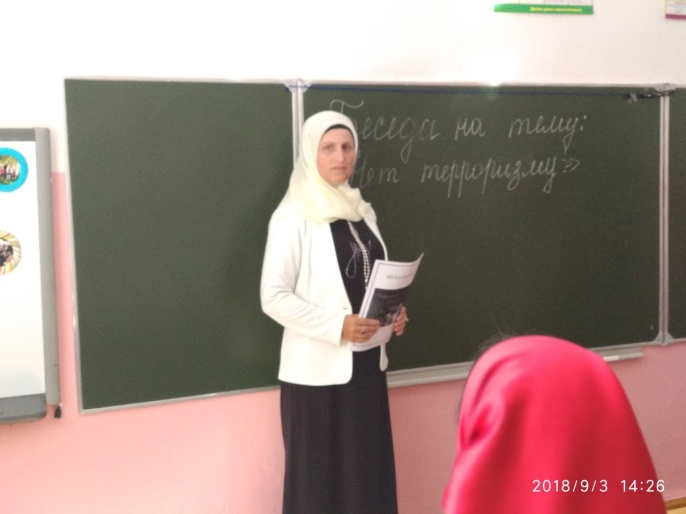 Беседа на тему:
Нет терроризму»
2018/9/3 14:26